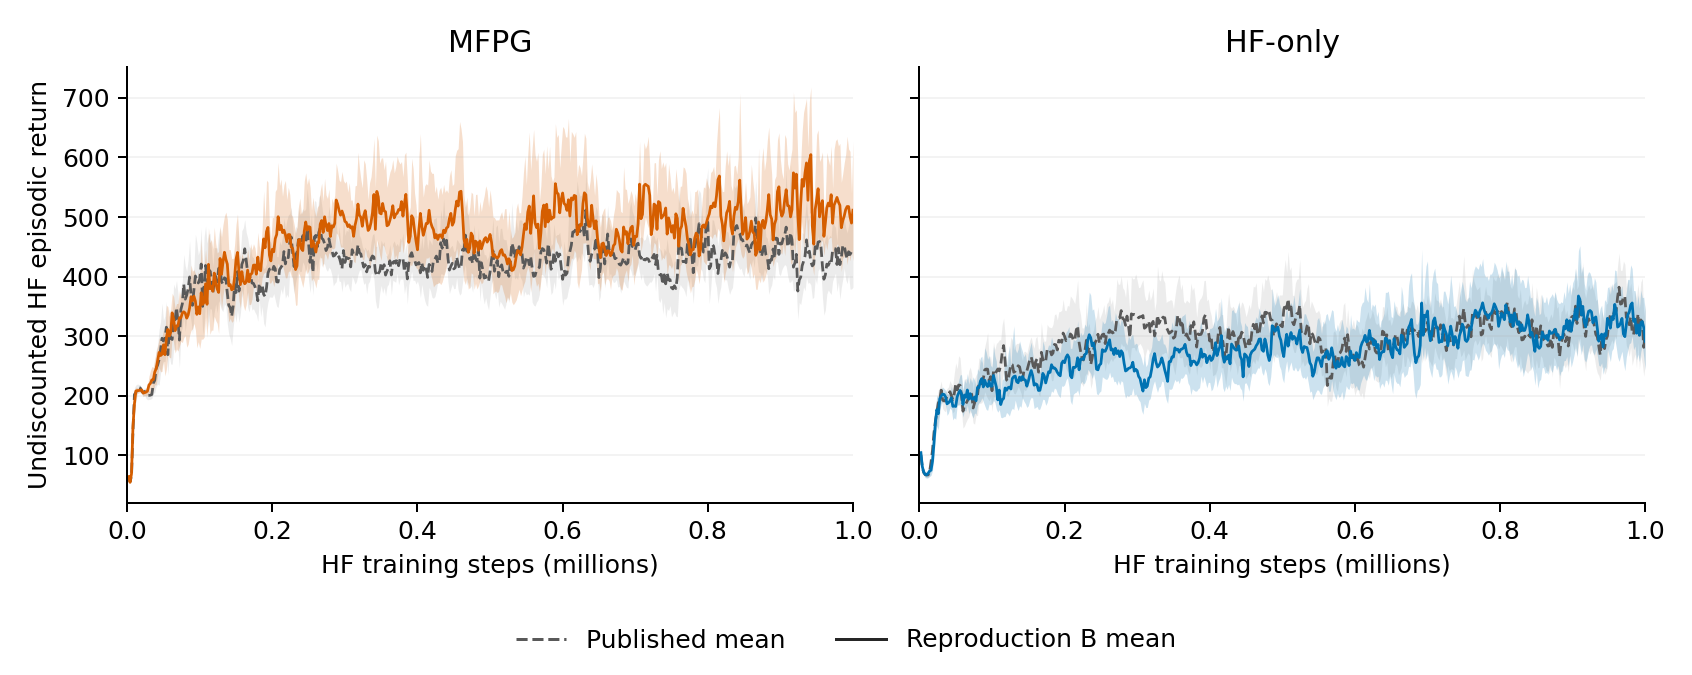 MFPG
HF-only
Undiscounted HF episodic return
700
600
500
400
300
200
100
0.0 0.2 0.4 0.6 0.8 1.0
0.0 0.2 0.4 0.6 0.8 1.0
HF training steps (millions)
HF training steps (millions)
Published mean
Reproduction B mean